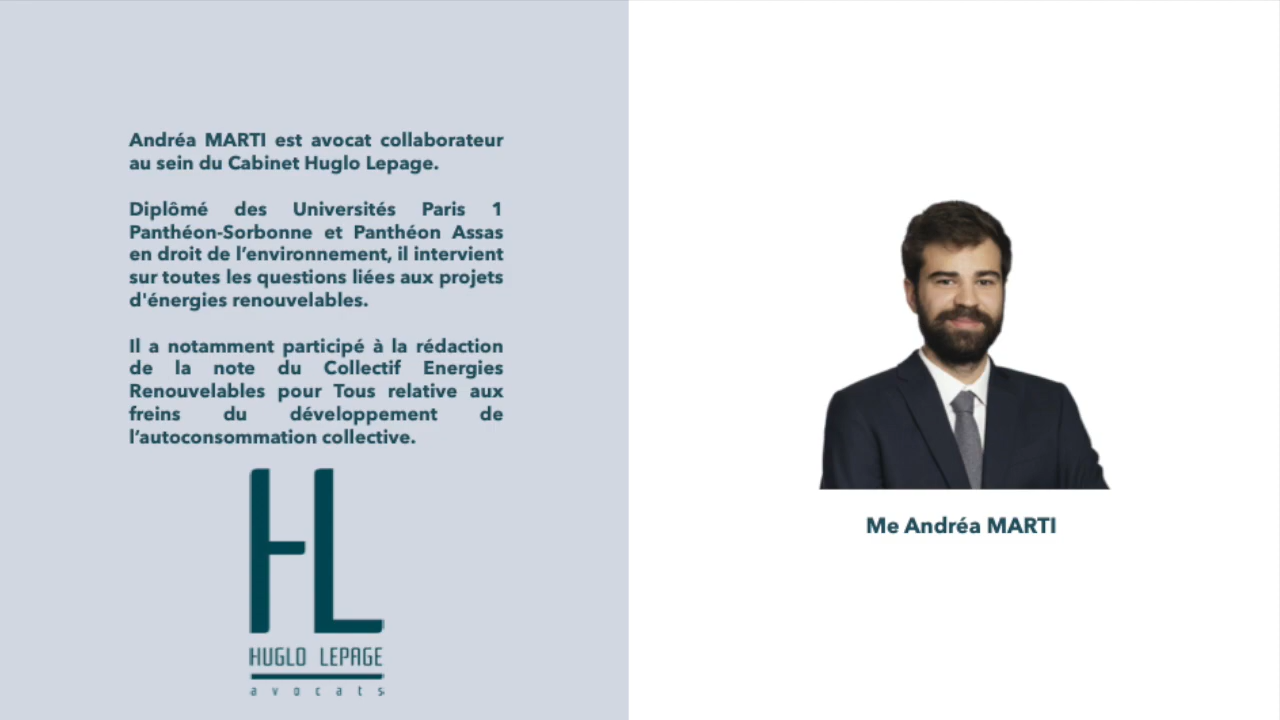 Andréa MARTI est avocat collaborateur
au sein du Cabinet Huglo Lepage.
Diplômé des Universités Paris 1
Panthéon-Sorbonne et Panthéon Assas
en droit de l’environnement, il intervient
sur toutes les questions liées aux projets
d'énergies renouvelables.
Il a notamment participé à la rédaction
de la note du Collectif Energies
Renouvelables pour Tous relative aux
freins du développement de
l’autoconsommation collective.
HL
HUGLO LEPAGE
avocats
Me Andréa MARTI